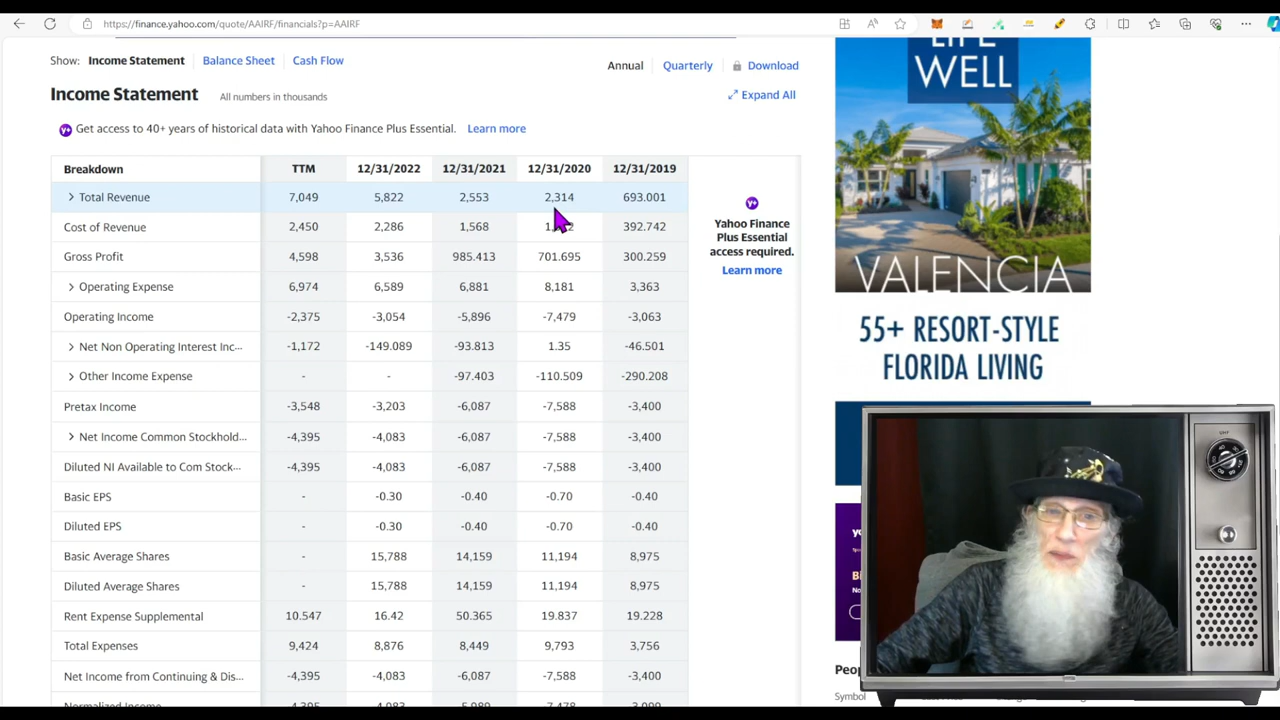 https://finance.yahoo.com/quote/AAIRF/financials?p=AAIRF
Show: Income Statement Balance Sheet Cash Flow Annual Quarterly Download
Income Statement All numbers in thousands Expand All
Get access to 40+ years of historical data with Yahoo Finance Plus Essential. Learn more
Breakdown TTM 12/31/2022 12/31/2021 12/31/2020 12/31/2019
Total Revenue 7,049 5,822 2,553 2,314 693.001
Cost of Revenue 2,450 2,286 1,568 392.742
Gross Profit 4,598 3,536 985.413 701.695 300.259
Operating Expense 6,974 6,589 6,881 8,181 3,363
Operating Income -2,375 -3,054 -5,896 -7,479 -3,063
Net Non Operating Interest Inc... -1,172 -149.089 -93.813 1.35 -46.501
Other Income Expense - - -97.403 -110.509 -290.208
Pretax Income -3,548 -3,203 -6,087 -7,588 -3,400
Net Income Common Stockhold... -4,395 -4,083 -6,087 -7,588 -3,400
Diluted NI Available to Com Stock... -4,395 -4,083 -6,087 -7,588 -3,400
Basic EPS - -0.30 -0.40 -0.70 -0.40
Diluted EPS - -0.30 -0.40 -0.70 -0.40
Basic Average Shares - 15,788 14,159 11,194 8,975
Diluted Average Shares - 15,788 14,159 11,194 8,975
Rent Expense Supplemental 10.547 16.42 50.365 19.837 19.228
Total Expenses 9,424 8,876 8,449 9,793 3,756
Net Income from Continuing & Dis... -4,395 -4,083 -6,087 -7,588 -3,400
Yahoo Finance
Plus Essential
access required.
Learn more
LIFE
WELL
VALENCIA
55+ RESORT-STYLE
FLORIDA LIVING
Symbol